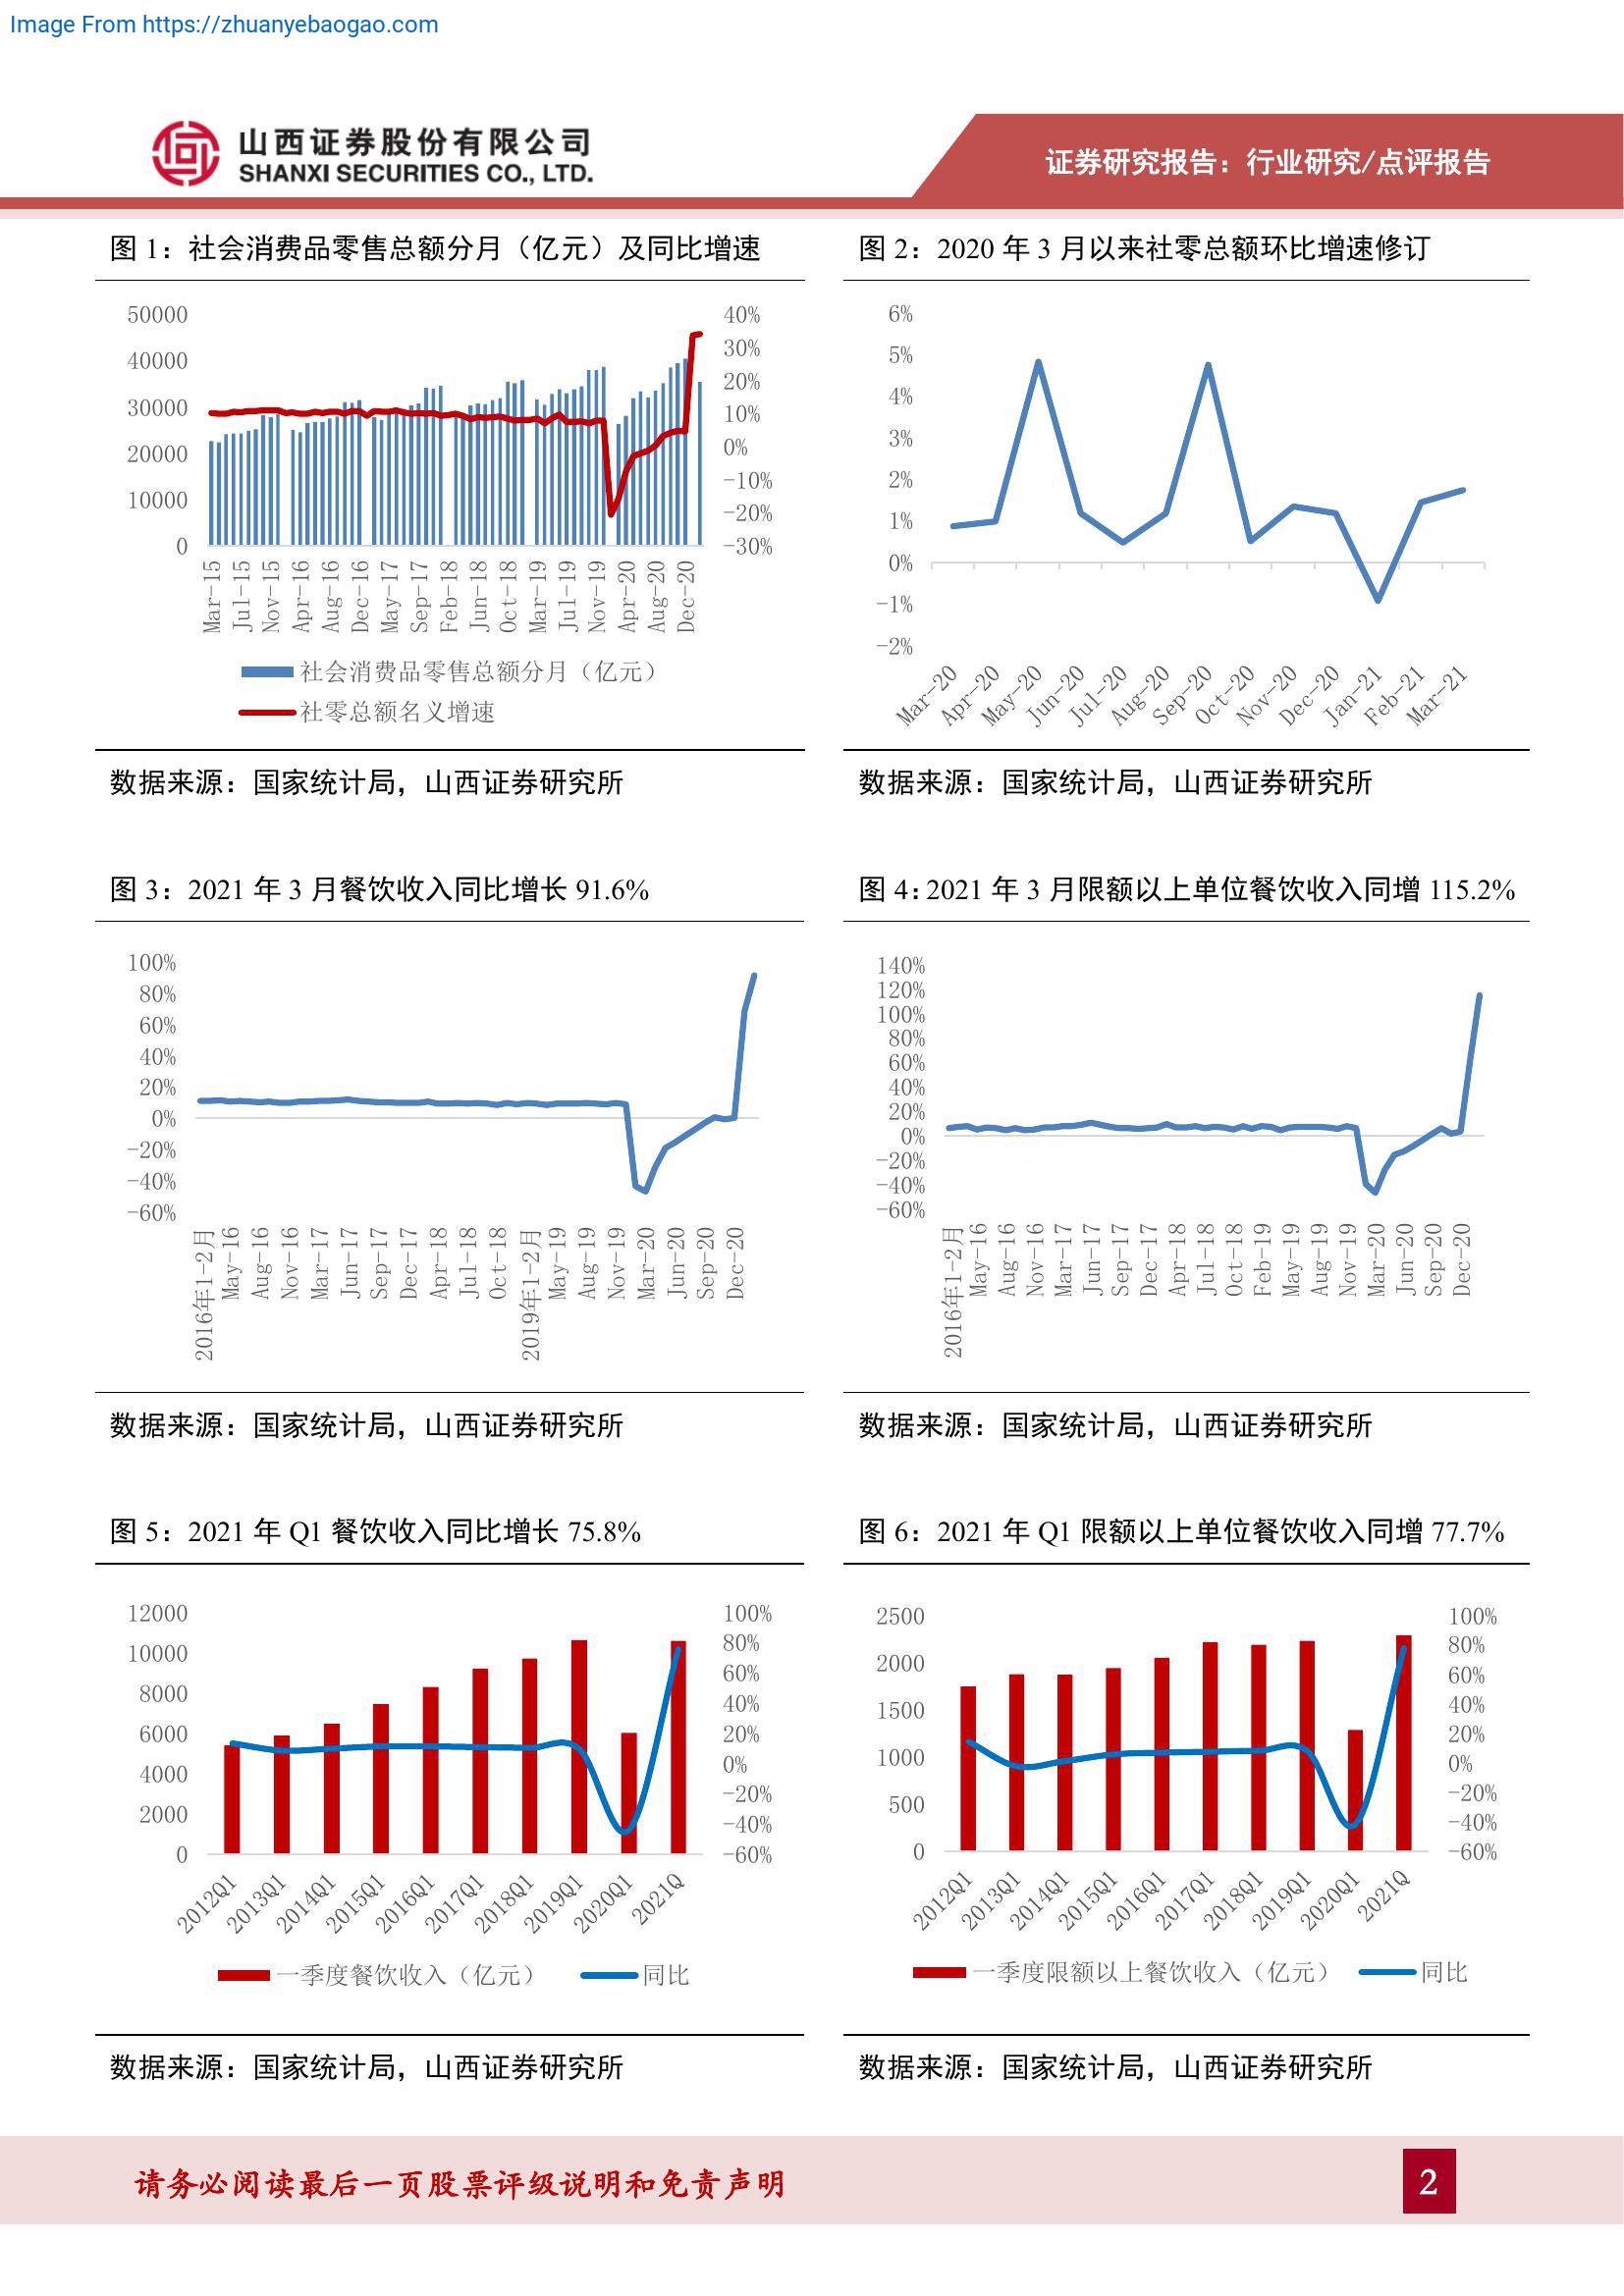 Image From https://zhuanyebaogao.com
山西证券股份有限公司
SHANXI SECURITIES CO., LTD.
证券研究报告：行业研究/点评报告
图 1：社会消费品零售总额分月（亿元）及同比增速
50000
40000
30000
20000
10000
0
40%
30%
20%
10%
0%
-10%
-20%
-30%
Mar-15
Jul-15
Nov-15
Apr-16
Aug-16
Dec-16
May-17
Sep-17
Feb-18
Jun-18
Oct-18
Mar-19
Jul-19
Nov-19
Apr-20
Aug-20
Dec-20
社会消费品零售总额分月（亿元）
社零总额名义增速
数据来源：国家统计局，山西证券研究所
图 2：2020 年 3 月以来社零总额环比增速修订
6%
5%
4%
3%
2%
1%
0%
-1%
-2%
Mar-20
Apr-20
May-20
Jun-20
Jul-20
Aug-20
Sep-20
Oct-20
Nov-20
Dec-20
Jan-21
Feb-21
Mar-21
数据来源：国家统计局，山西证券研究所
图 3：2021 年 3 月餐饮收入同比增长 91.6%
100%
80%
60%
40%
20%
0%
-20%
-40%
-60%
2016年1-2月
May-16
Aug-16
Nov-16
Mar-17
Jun-17
Sep-17
Dec-17
Apr-18
Jul-18
Oct-18
2019年1-2月
May-19
Aug-19
Nov-19
Mar-20
Jun-20
Sep-20
Dec-20
数据来源：国家统计局，山西证券研究所
图 4：2021 年 3 月限额以上单位餐饮收入同增 115.2%
140%
120%
100%
80%
60%
40%
20%
0%
-20%
-40%
-60%
2016年1-2月
May-16
Aug-16
Nov-16
Mar-17
Jun-17
Sep-17
Dec-17
Apr-18
Jul-18
Oct-18
Feb-19
May-19
Aug-19
Nov-19
Mar-20
Jun-20
Sep-20
Dec-20
数据来源：国家统计局，山西证券研究所
图 5：2021 年 Q1 餐饮收入同比增长 75.8%
12000
10000
8000
6000
4000
2000
0
100%
80%
60%
40%
20%
0%
-20%
-40%
-60%
2012Q1
2013Q1
2014Q1
2015Q1
2016Q1
2017Q1
2018Q1
2019Q1
2020Q1
2021Q
一季度餐饮收入（亿元）
同比
数据来源：国家统计局，山西证券研究所
图 6：2021 年 Q1 限额以上单位餐饮收入同增 77.7%
2500
2000
1500
1000
500
0
100%
80%
60%
40%
20%
0%
-20%
-40%
-60%
2012Q1
2013Q1
2014Q1
2015Q1
2016Q1
2017Q1
2018Q1
2019Q1
2020Q1
2021Q
一季度限额以上餐饮收入（亿元）
同比
数据来源：国家统计局，山西证券研究所
请务必阅读最后一页股票评级说明和免责声明
2